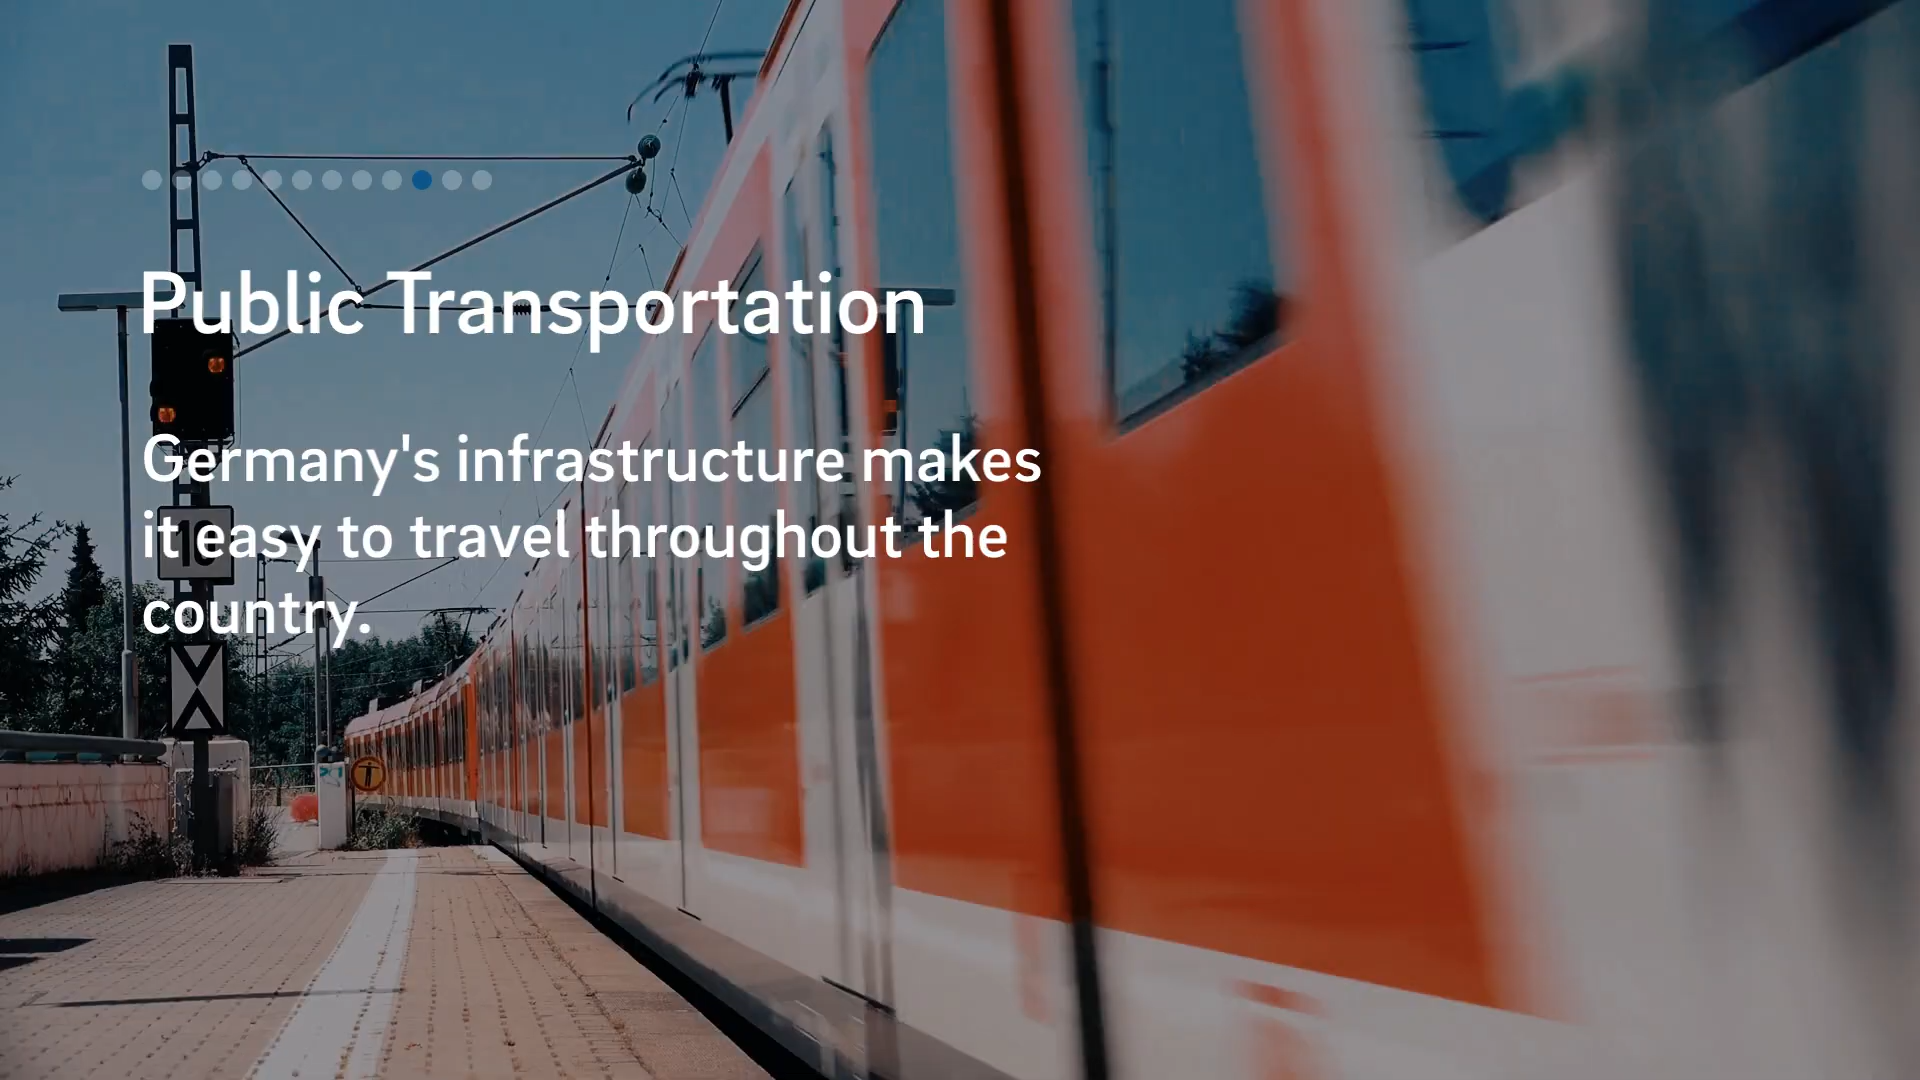 Public Transportation
Germany's infrastructure makes
it easy to travel throughout the
country.